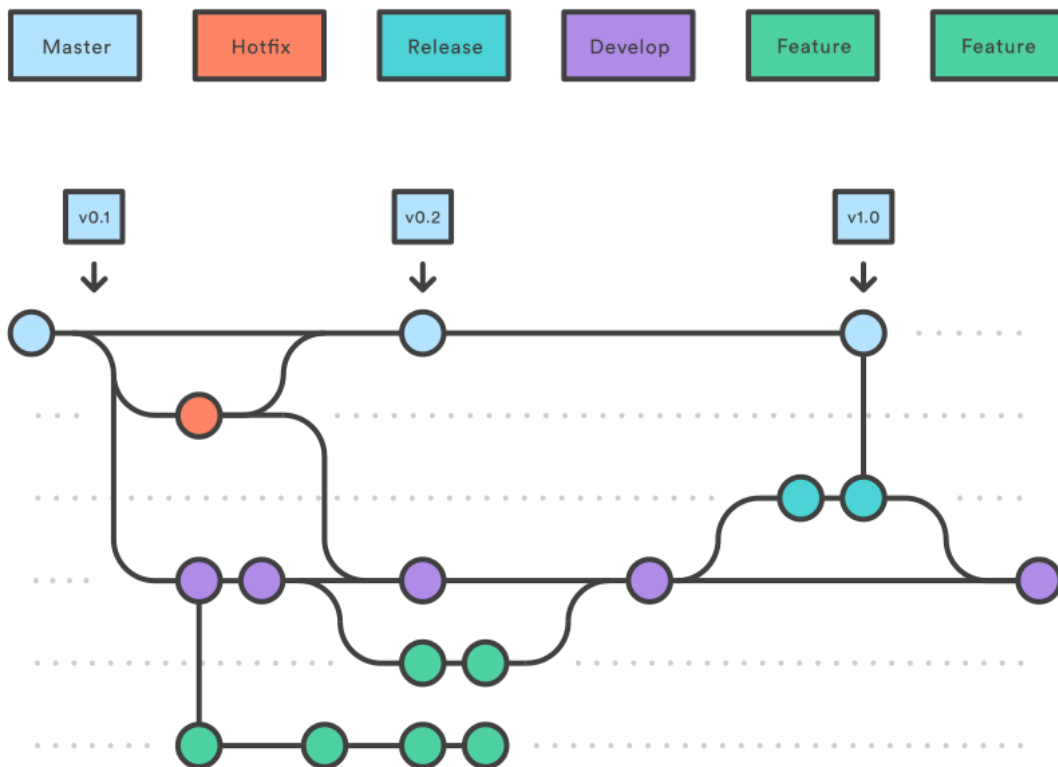 Master
Hotfix
Release
Develop
Feature
Feature
v0.1
v0.2
v1.0